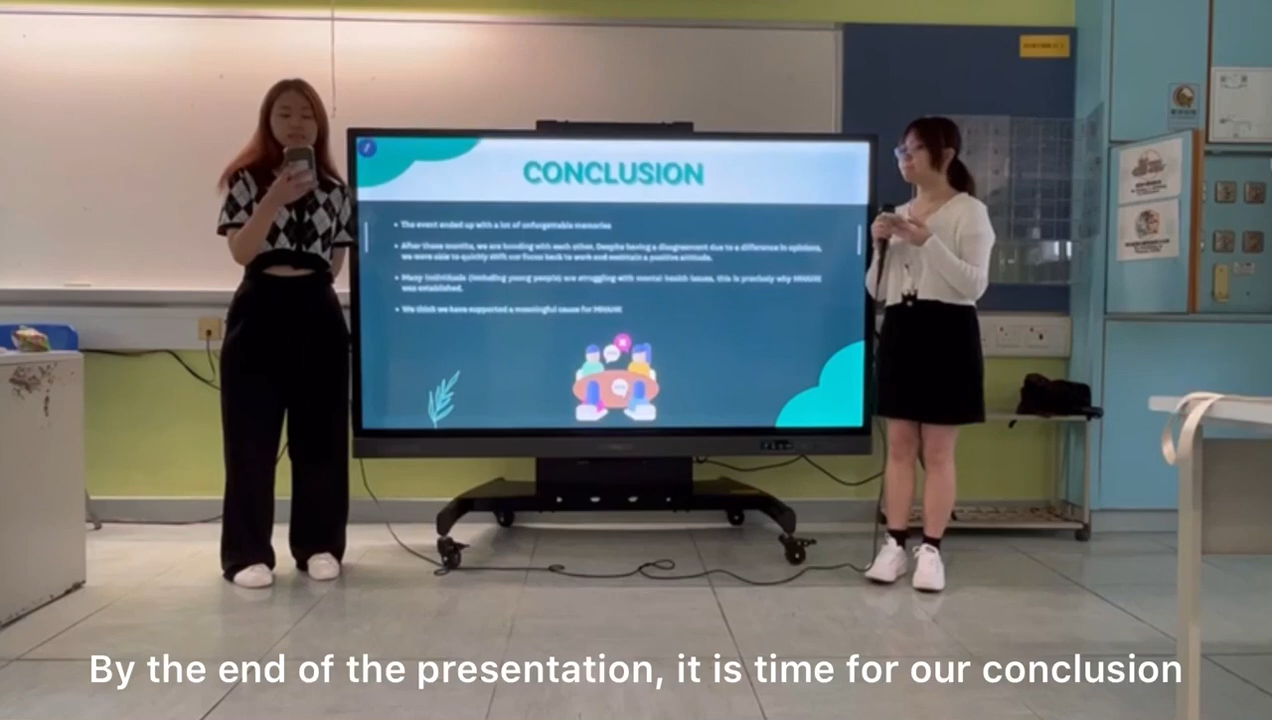 CONCLUSION
• The event ended up with a lot of unforgettable memories
• After these months, we are bonding with each other. Despite having a disagreement due to a difference in opinions,
we were able to quickly shift our focus back to work and maintain a positive attitude.
• Many individuals (including young people) are struggling with mental health issues, this is precisely why
was established.
• We think we have supported a meaningful cause for
By the end of the presentation, it is time for our conclusion